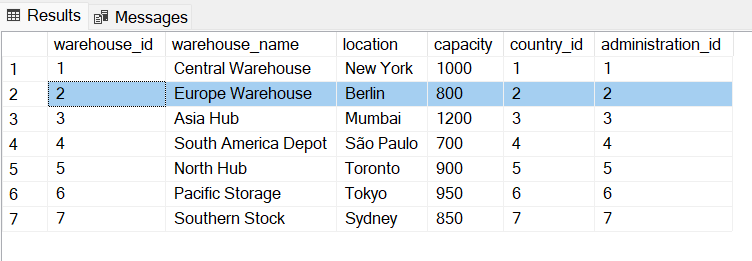 Results Messages
warehouse_id warehouse_name location capacity country_id administration_id
1 1 Central Warehouse New York 1000 1 1
2 2 Europe Warehouse Berlin 800 2 2
3 3 Asia Hub Mumbai 1200 3 3
4 4 South America Depot São Paulo 700 4 4
5 5 North Hub Toronto 900 5 5
6 6 Pacific Storage Tokyo 950 6 6
7 7 Southern Stock Sydney 850 7 7